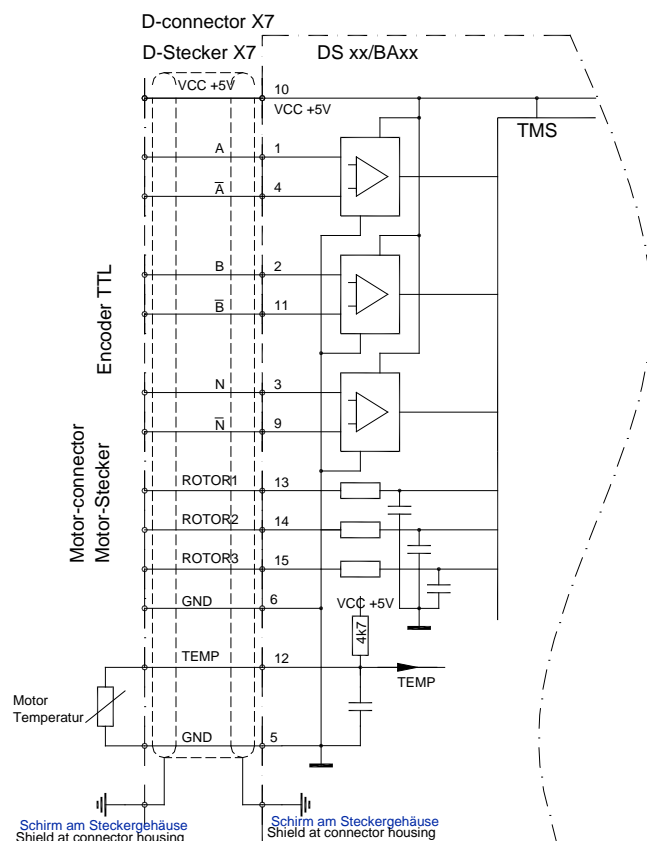 D-connector X7
D-Stecker X7
DS xx/BAxx
VCC +5V
10
VCC +5V
TMS
A
1
A̅
4
B
2
B̅
11
N
3
N̅
9
Encoder TTL
Motor-connector
Motor-Stecker
ROTOR1
13
ROTOR2
14
ROTOR3
15
GND
6
VCC +5V
4k7
TEMP
12
TEMP
Motor
Temperatur
GND
5
Schirm am Steckergehäuse
Shield at connector housing
Schirm am Steckergehäuse
Shield at connector housing